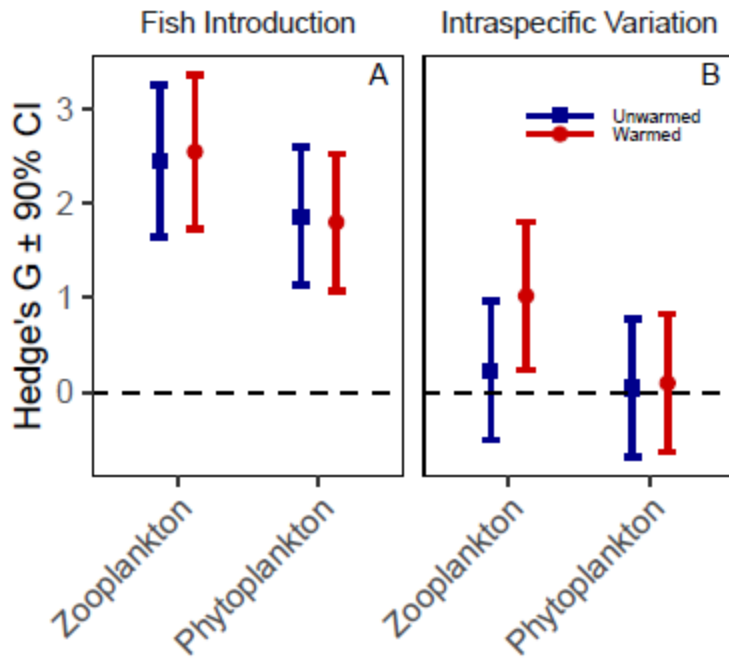 Fish Introduction
Intraspecific Variation
A
B
Hedge's G ± 90% CI
3
2
1
0
Unwarmed
Warmed
Zooplankton
Phytoplankton
Zooplankton
Phytoplankton